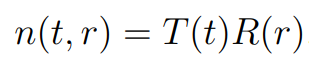 n(t, r) = T(t)R(r)